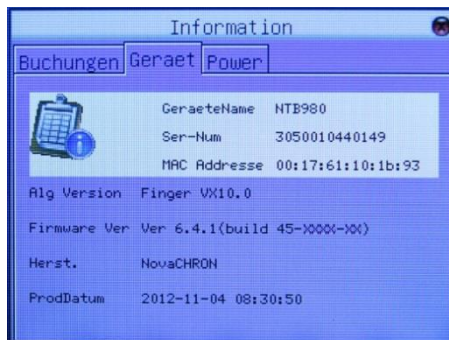 Information
Buchungen Geraet Power
GeraeteName NTB980
Ser-Num 3050010440149
MAC Addresse 00:17:61:10:1b:93
Alg Version Finger VX10.0
Firmware Ver Ver 6.4.1(build 45-XXXX-XX)
Herst. NovaCHRON
ProdDatum 2012-11-04 08:30:50